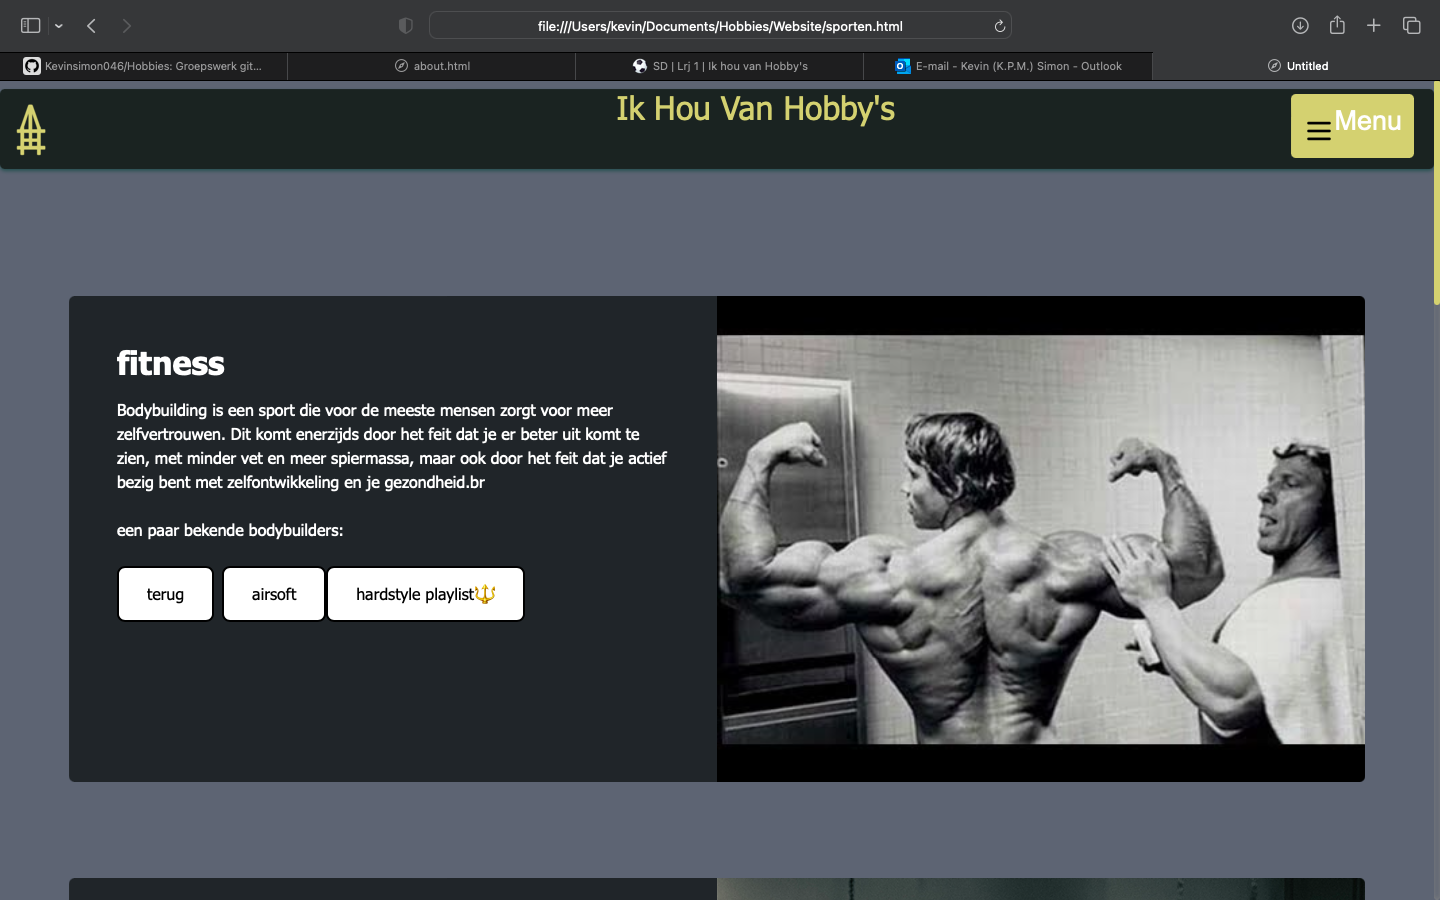 file:///Users/kevin/Documents/Hobbies/Website/sporten.html
Kevinsimon046/Hobbies: Groepswerk git...
about.html
SD | Lrj 1 | Ik hou van Hobby's
E-mail - Kevin (K.P.M.) Simon - Outlook
Untitled
Ik Hou Van Hobby's
Menu
fitness
Bodybuilding is een sport die voor de meeste mensen zorgt voor meer
zelfvertrouwen. Dit komt enerzijds door het feit dat je er beter uit komt te
zien, met minder vet en meer spiermassa, maar ook door het feit dat je actief
bezig bent met zelfontwikkeling en je gezondheid.br
een paar bekende bodybuilders:
terug
airsoft
hardstyle playlist🔱